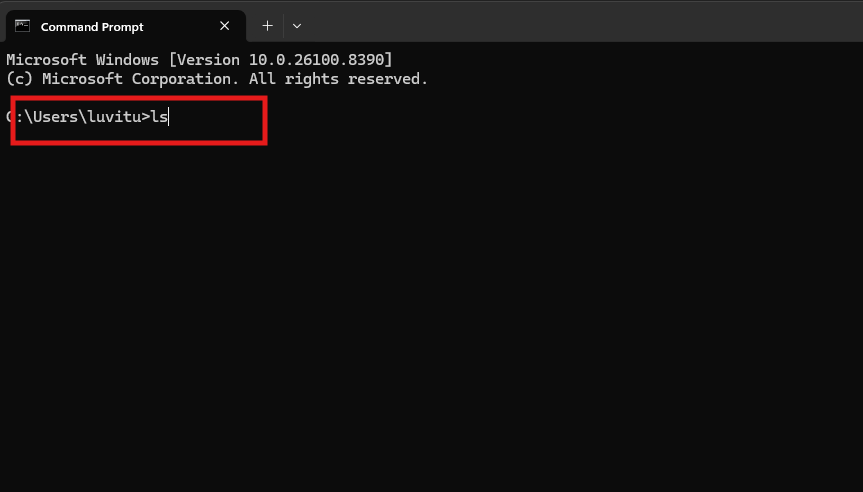 Command Prompt
Microsoft Windows [Version 10.0.26100.8390]
(c) Microsoft Corporation. All rights reserved.
C:\Users\luvitu>ls